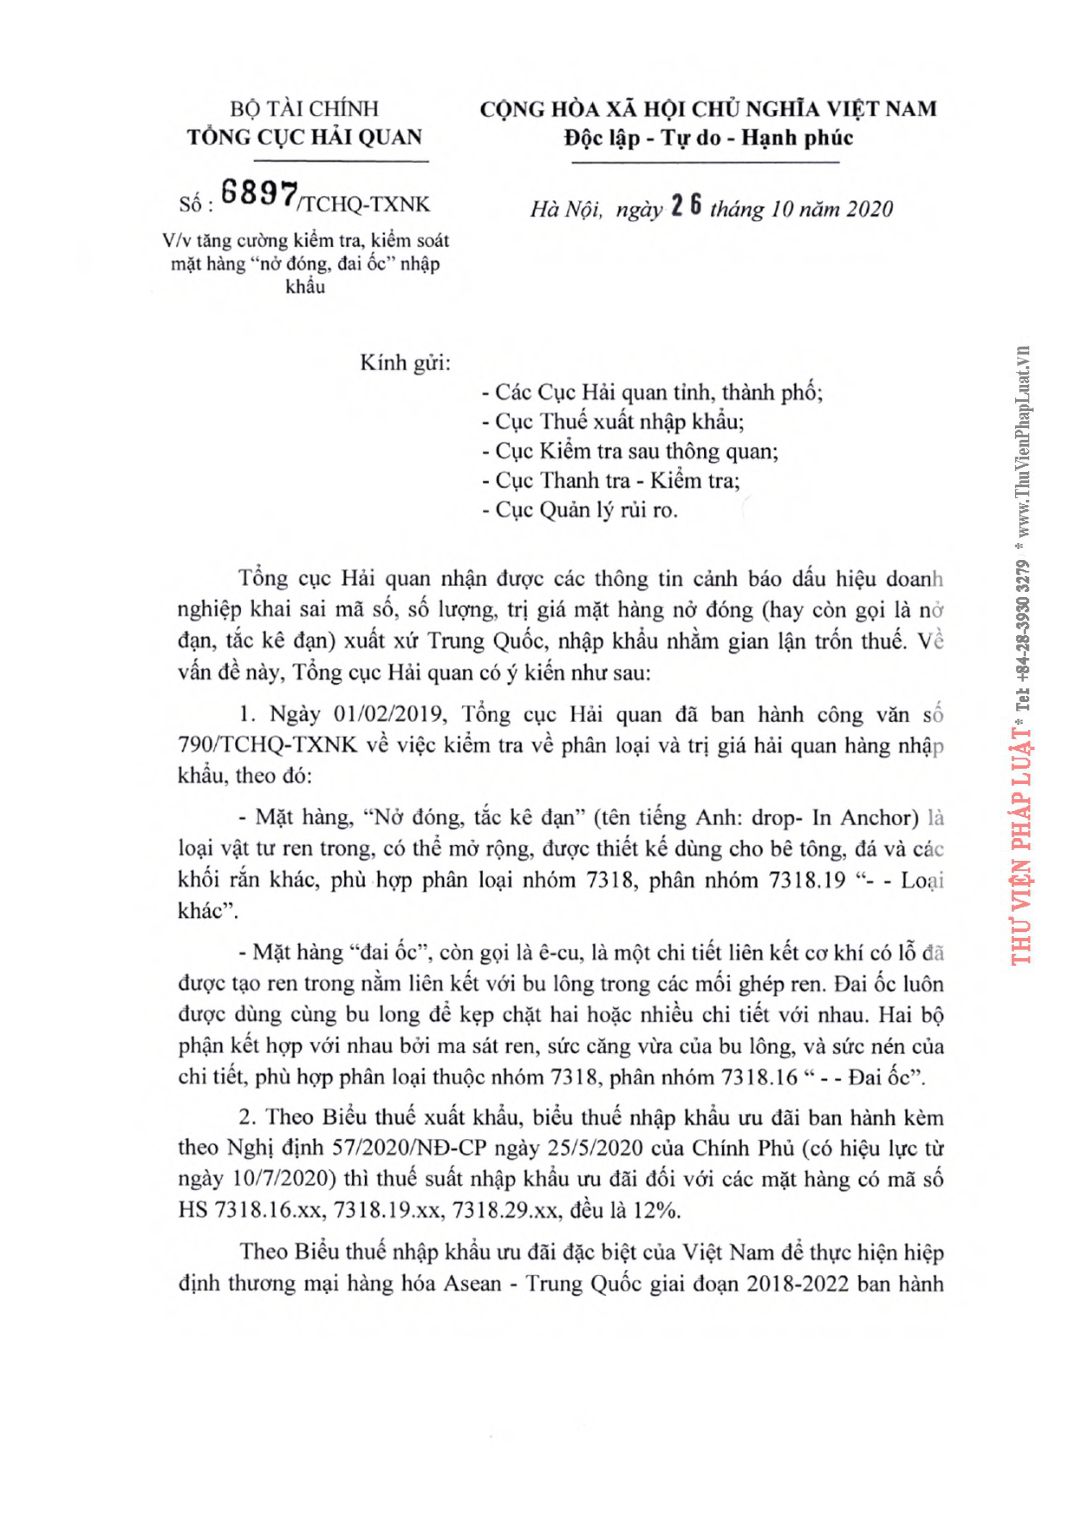 BỘ TÀI CHÍNH
TỔNG CỤC HẢI QUAN
CỘNG HÒA XÃ HỘI CHỦ NGHĨA VIỆT NAM
Độc lập - Tự do - Hạnh phúc
Số : 6897/TCHQ-TXNK
Hà Nội, ngày 26 tháng 10 năm 2020
V/v tăng cường kiểm tra, kiểm soát
mặt hàng “nở đóng, đai ốc” nhập
khẩu
Kính gửi:
- Các Cục Hải quan tỉnh, thành phố;
- Cục Thuế xuất nhập khẩu;
- Cục Kiểm tra sau thông quan;
- Cục Thanh tra - Kiểm tra;
- Cục Quản lý rủi ro.
Tổng cục Hải quan nhận được các thông tin cảnh báo dấu hiệu doanh
nghiệp khai sai mã số, số lượng, trị giá mặt hàng nở đóng (hay còn gọi là nở
đạn, tắc kê đạn) xuất xứ Trung Quốc, nhập khẩu nhằm gian lận trốn thuế. Về
vấn đề này, Tổng cục Hải quan có ý kiến như sau:
1. Ngày 01/02/2019, Tổng cục Hải quan đã ban hành công văn số
790/TCHQ-TXNK về việc kiểm tra về phân loại và trị giá hải quan hàng nhập
khẩu, theo đó:
- Mặt hàng, “Nở đóng, tắc kê đạn” (tên tiếng Anh: drop- In Anchor) là
loại vật tư ren trong, có thể mở rộng, được thiết kế dùng cho bê tông, đá và các
khối rắn khác, phù hợp phân loại nhóm 7318, phân nhóm 7318.19 “- - Loại
khác”.
- Mặt hàng “đai ốc”, còn gọi là ê-cu, là một chi tiết liên kết cơ khí có lỗ đã
được tạo ren trong nằm liên kết với bu lông trong các mối ghép ren. Đai ốc luôn
được dùng cùng bu long để kẹp chặt hai hoặc nhiều chi tiết với nhau. Hai bộ
phận kết hợp với nhau bởi ma sát ren, sức căng vừa của bu lông, và sức nén của
chi tiết, phù hợp phân loại thuộc nhóm 7318, phân nhóm 7318.16 “ - - Đai ốc”.
2. Theo Biểu thuế xuất khẩu, biểu thuế nhập khẩu ưu đãi ban hành kèm
theo Nghị định 57/2020/NĐ-CP ngày 25/5/2020 của Chính Phủ (có hiệu lực từ
ngày 10/7/2020) thì thuế suất nhập khẩu ưu đãi đối với các mặt hàng có mã số
HS 7318.16.xx, 7318.19.xx, 7318.29.xx, đều là 12%.
Theo Biểu thuế nhập khẩu ưu đãi đặc biệt của Việt Nam để thực hiện hiệp
định thương mại hàng hóa Asean - Trung Quốc giai đoạn 2018-2022 ban hành
THƯ VIỆN PHÁP LUẬT * Tel: +84-28-3930 3279 * www.ThuVienPhapLuat.vn